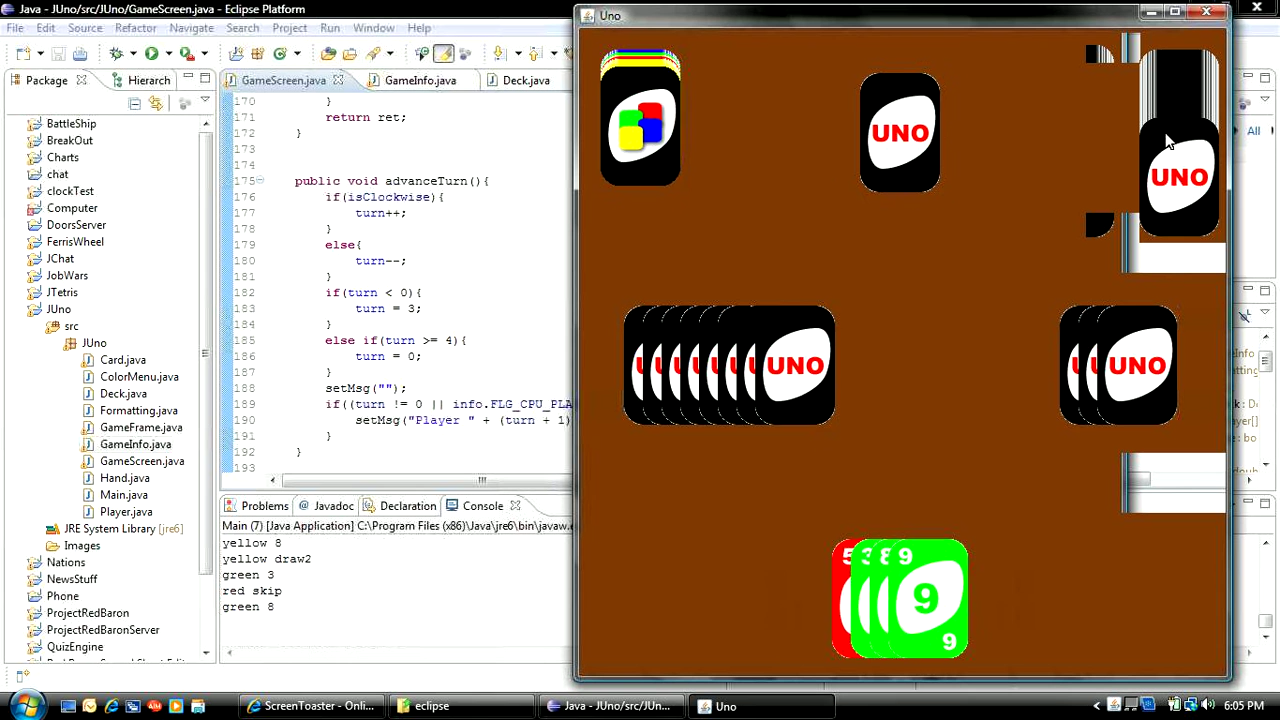 Java - JUno/src/JUno/GameScreen.java - Eclipse Platform
File Edit Source Refactor Navigate Search Project Run Window Help
Package
Hierarchy
BattleShip
BreakOut
Charts
chat
clockTest
Computer
DoorsServer
FerrisWheel
JChat
JobWars
JTetris
JUno
src
JUno
Card.java
ColorMenu.java
Deck.java
Formatting.java
GameFrame.java
GameInfo.java
GameScreen.java
Hand.java
Main.java
Player.java
JRE System Library [jre6]
Images
Nations
NewsStuff
Phone
ProjectRedBaron
ProjectRedBaronServer
QuizEngine
GameScreen.java
GameInfo.java
Deck.java
170 }
171 return ret;
172 }
173
174
175 public void advanceTurn(){
176 if(isClockwise){
177 turn++;
178 }
179 else{
180 turn--;
181 }
182 if(turn < 0){
183 turn = 3;
184 }
185 else if(turn >= 4){
186 turn = 0;
187 }
188 setMsg("");
189 if((turn != 0 || info.FLG_CPU_PLA
190 setMsg("Player " + (turn + 1)
191 }
192 }
193
Problems
Javadoc
Declaration
Console
Main (7) [Java Application] C:\Program Files (x86)\Java\jre6\bin\javaw.e
yellow 8
yellow draw2
green 3
red skip
green 8
Uno
UNO
UNO
UNO
UNO
5
3
8
9
9
9
All
ScreenToaster - Onli...
eclipse
Java - JUno/src/JUn...
Uno
6:05 PM